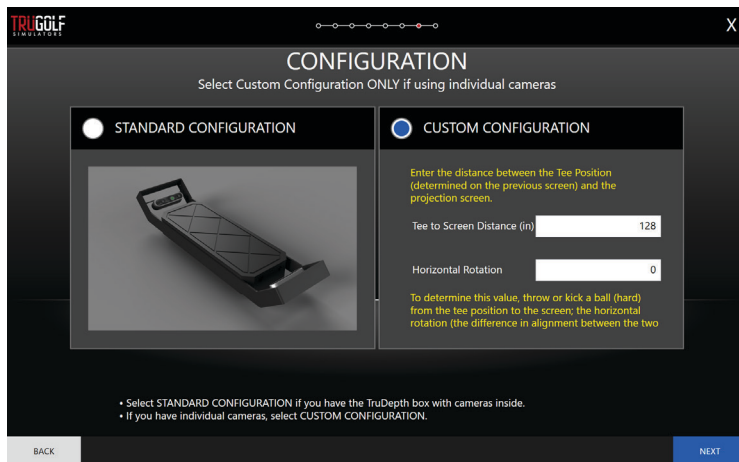 TRUGOLF
SIMULATORS
X
CONFIGURATION
Select Custom Configuration ONLY if using individual cameras
STANDARD CONFIGURATION
CUSTOM CONFIGURATION
Enter the distance between the Tee Position
(determined on the previous screen) and the
projection screen.
Tee to Screen Distance (in)
128
Horizontal Rotation
0
To determine this value, throw or kick a ball (hard)
from the tee position to the screen; the horizontal
rotation (the difference in alignment between the two
• Select STANDARD CONFIGURATION if you have the TruDepth box with cameras inside.
• If you have individual cameras, select CUSTOM CONFIGURATION.
BACK
NEXT